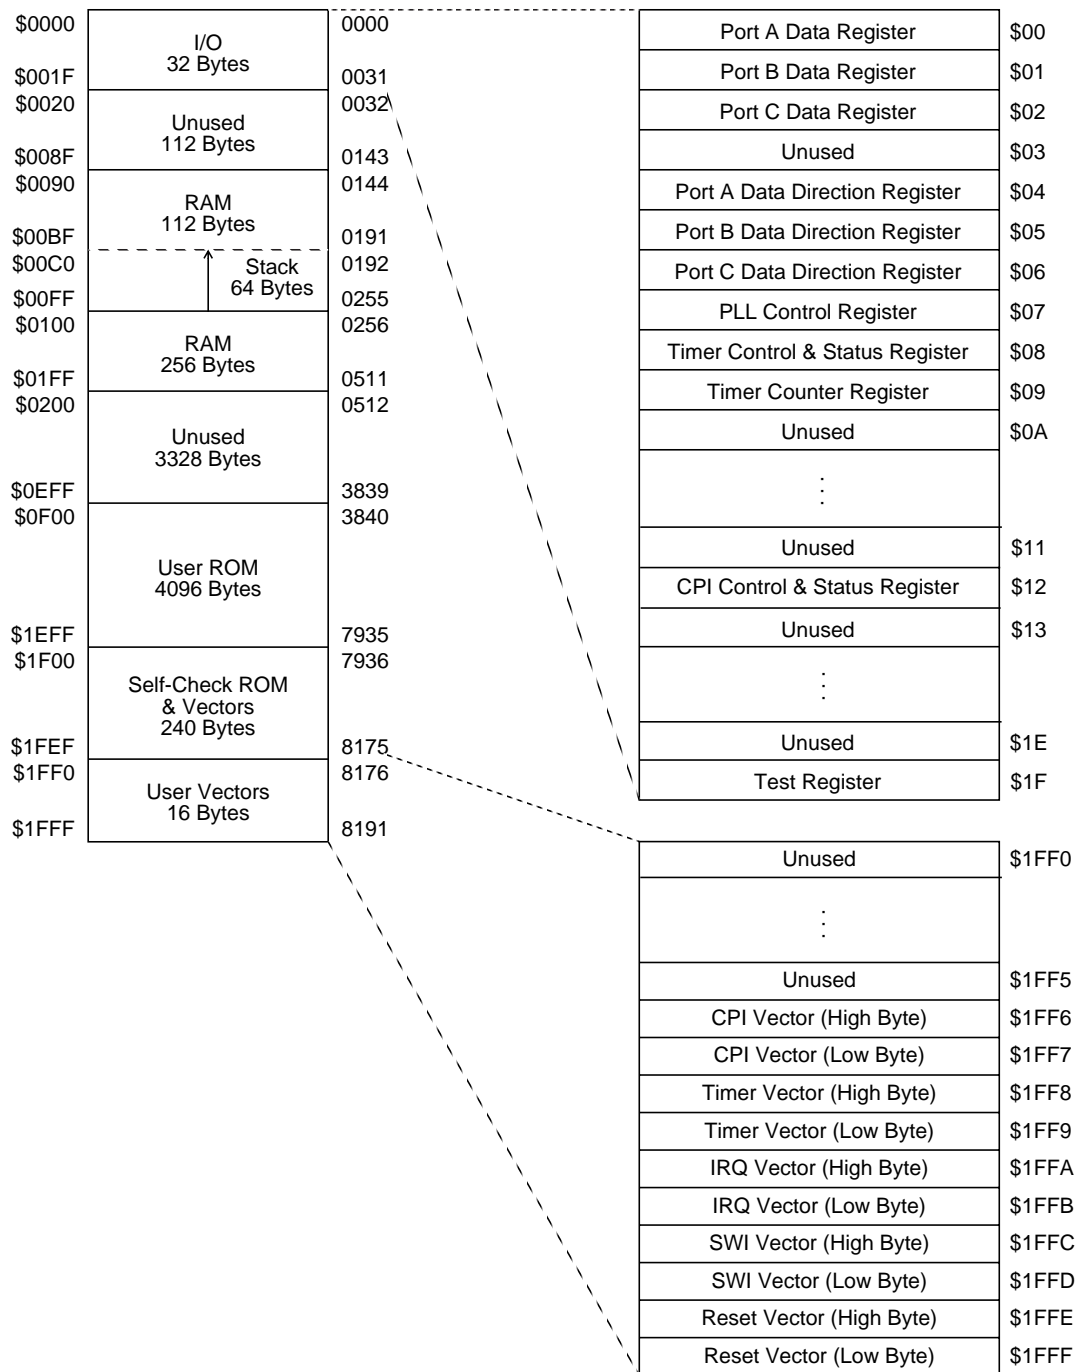 $0000
I/O
32 Bytes
0000
$001F
0031
$0020
Unused
112 Bytes
0032
$008F
0143
$0090
RAM
112 Bytes
0144
$00BF
0191
$00C0
Stack
64 Bytes
0192
$00FF
0255
$0100
RAM
256 Bytes
0256
$01FF
0511
$0200
Unused
3328 Bytes
0512
$0EFF
3839
$0F00
User ROM
4096 Bytes
3840
$1EFF
7935
$1F00
Self-Check ROM
& Vectors
240 Bytes
7936
$1FEF
8175
$1FF0
User Vectors
16 Bytes
8176
$1FFF
8191
Port A Data Register $00
Port B Data Register $01
Port C Data Register $02
Unused $03
Port A Data Direction Register $04
Port B Data Direction Register $05
Port C Data Direction Register $06
PLL Control Register $07
Timer Control & Status Register $08
Timer Counter Register $09
Unused $0A
Unused $11
CPI Control & Status Register $12
Unused $13
Unused $1E
Test Register $1F
Unused $1FF0
Unused $1FF5
CPI Vector (High Byte) $1FF6
CPI Vector (Low Byte) $1FF7
Timer Vector (High Byte) $1FF8
Timer Vector (Low Byte) $1FF9
IRQ Vector (High Byte) $1FFA
IRQ Vector (Low Byte) $1FFB
SWI Vector (High Byte) $1FFC
SWI Vector (Low Byte) $1FFD
Reset Vector (High Byte) $1FFE
Reset Vector (Low Byte) $1FFF